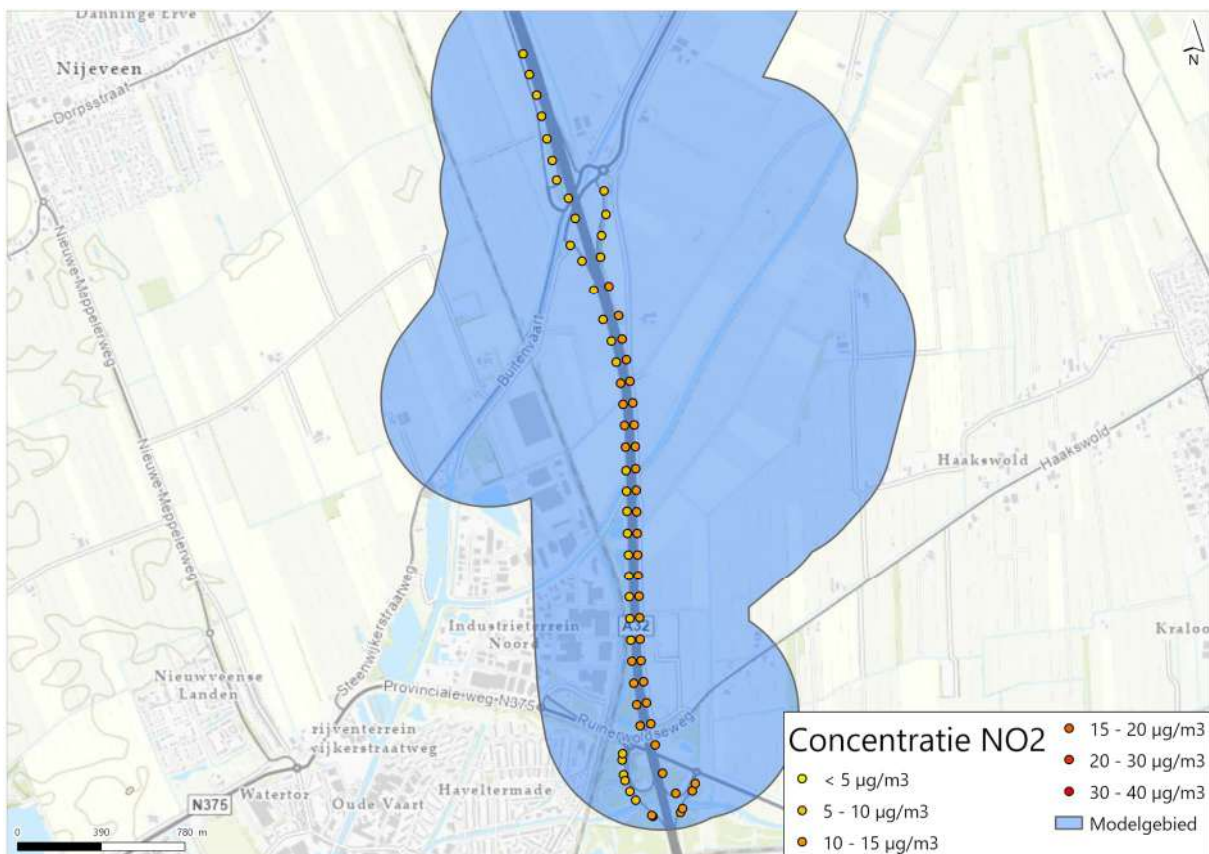 Danninge Erve
Nijeveen
Dorpsstraat
N
Nieuwe-Meppelerweg
Buitenvaart
Nieuwe-Meppelerweg
Haakswold
Haakswold
Steenwijkerstraatweg
Industrieterrein
Noord
A32
Kraloo
Nieuwveense
Landen
Provinciale-weg-N375
Ruinerwoldseweg
rijventerrein
vijkerstraatweg
N375
Watertor
Oude Vaart
Haveltermade
0 390 780 m
Concentratie NO2
< 5 µg/m3
5 - 10 µg/m3
10 - 15 µg/m3
15 - 20 µg/m3
20 - 30 µg/m3
30 - 40 µg/m3
Modelgebied